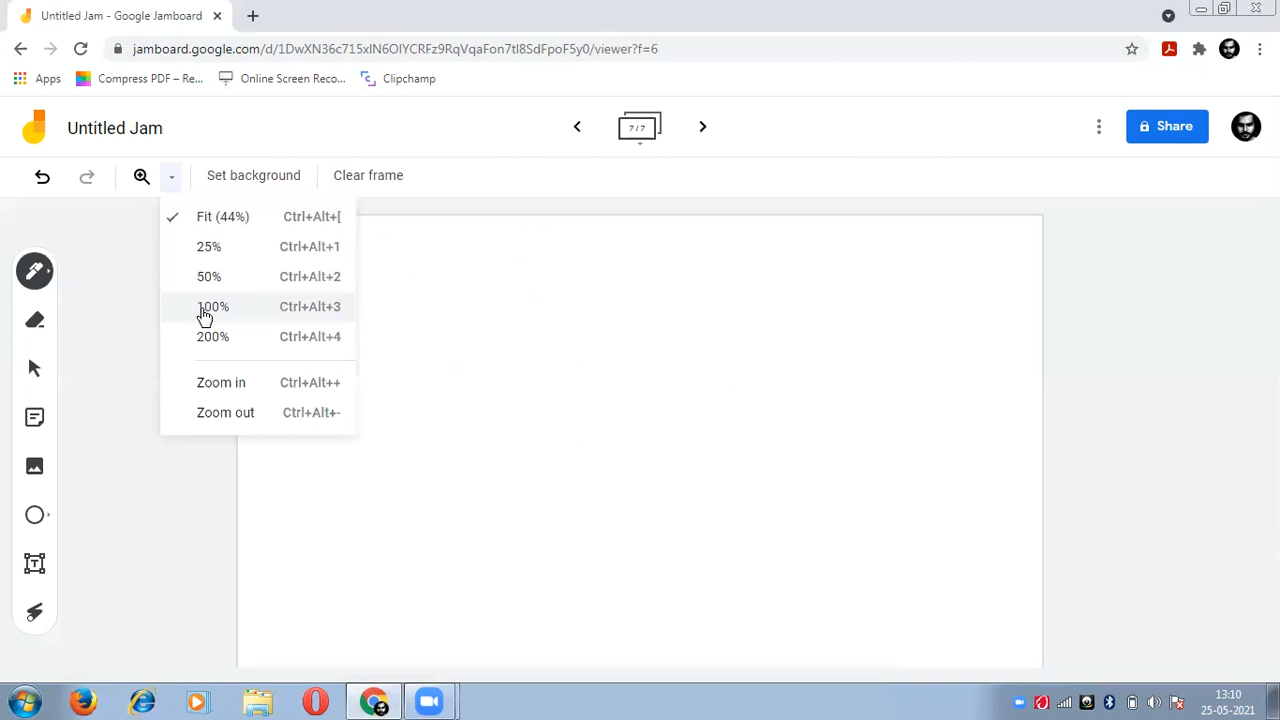 Untitled Jam - Google Jamboard
jamboard.google.com/d/1DwXN36c715xlN6OlYCRFz9RqVqaFon7tl8SdFpoF5y0/viewer?f=6
Apps Compress PDF – Re... Online Screen Reco... Clipchamp
Untitled Jam
7 / 7
Share
Set background
Clear frame
Fit (44%) Ctrl+Alt+[
25% Ctrl+Alt+1
50% Ctrl+Alt+2
100% Ctrl+Alt+3
200% Ctrl+Alt+4
Zoom in Ctrl+Alt++
Zoom out Ctrl+Alt+-
T
13:10
25-05-2021